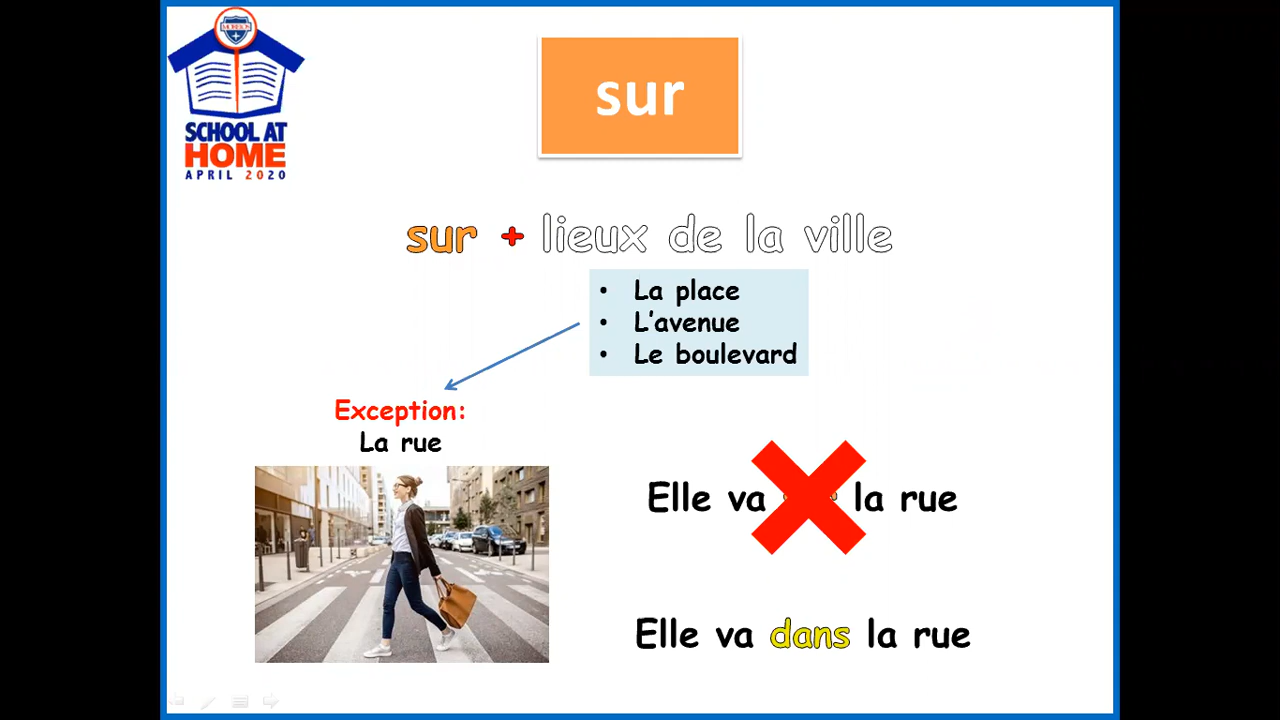 SCHOOL AT
HOME
APRIL 2020
sur
sur + lieux de la ville
• La place
• L'avenue
• Le boulevard
Exception:
La rue
Elle va la rue
Elle va dans la rue